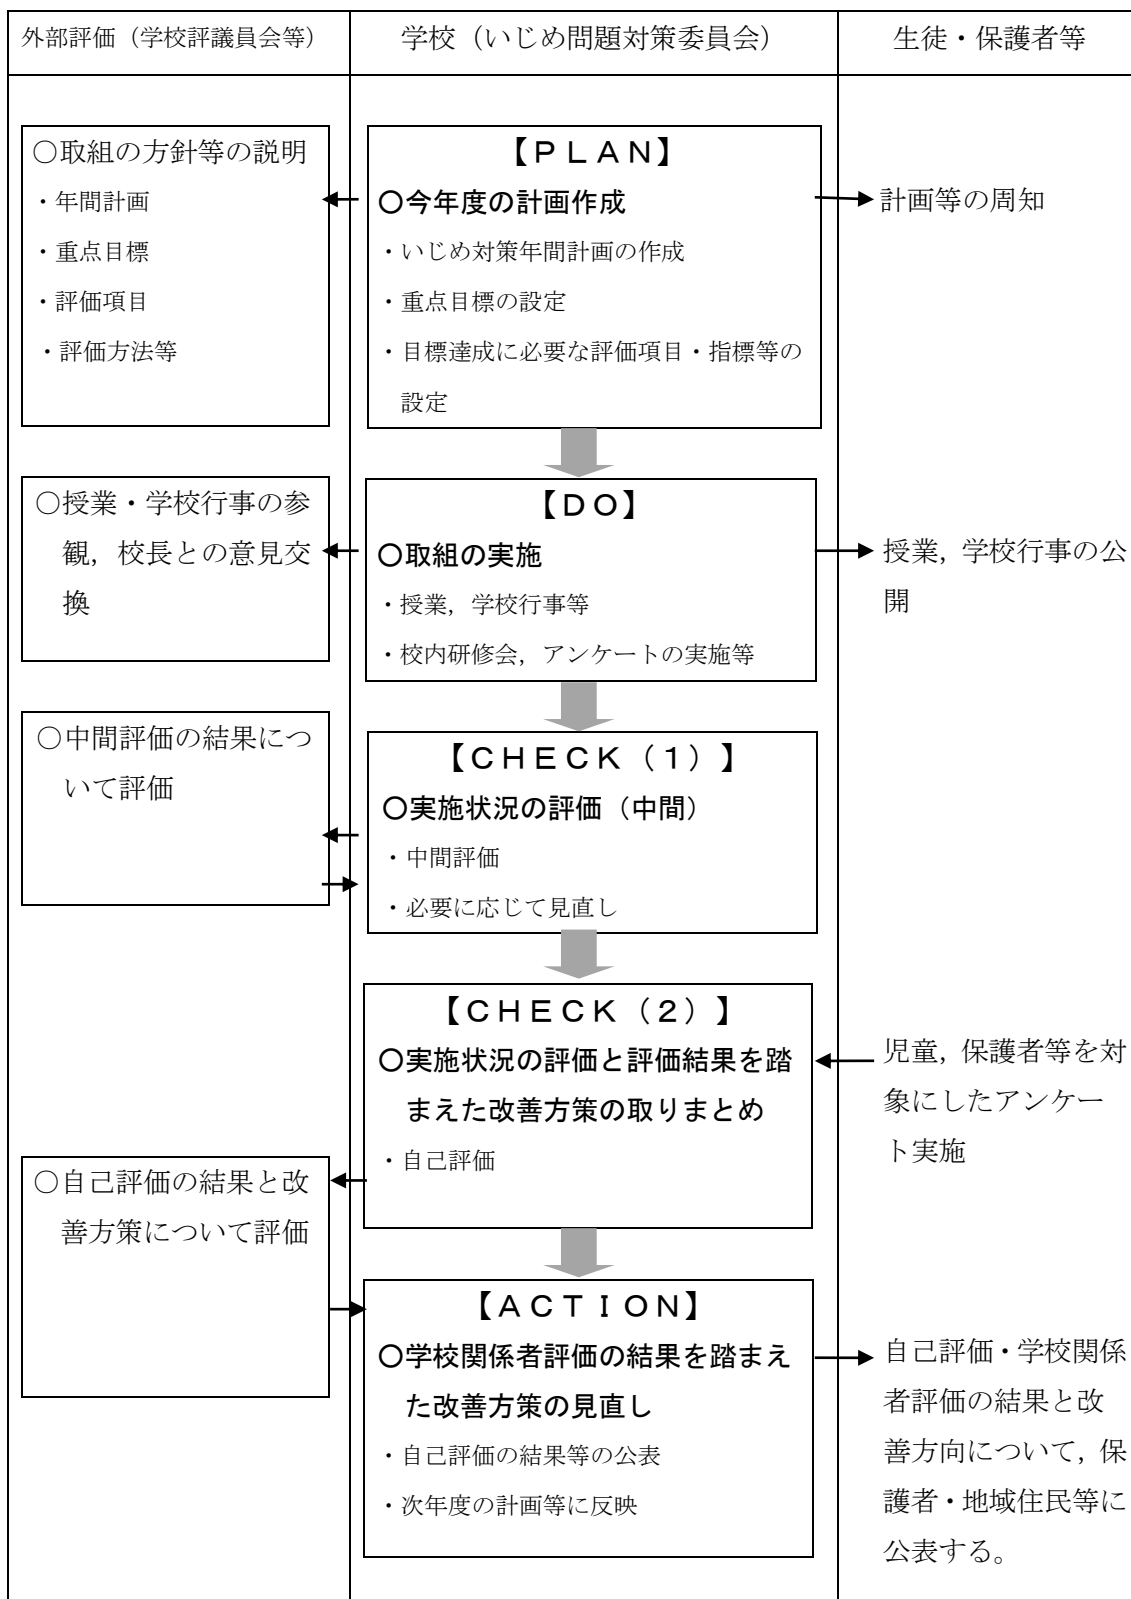 外部評価（学校評議員会等）
学校（いじめ問題対策委員会）
生徒・保護者等
○取組の方針等の説明
・年間計画
・重点目標
・評価項目
・評価方法等
【ＰＬＡＮ】
○今年度の計画作成
・いじめ対策年間計画の作成
・重点目標の設定
・目標達成に必要な評価項目・指標等の
設定
計画等の周知
○授業・学校行事の参
観，校長との意見交
換
【ＤＯ】
○取組の実施
・授業，学校行事等
・校内研修会，アンケートの実施等
授業，学校行事の公
開
○中間評価の結果につ
いて評価
【ＣＨＥＣＫ（１）】
○実施状況の評価（中間）
・中間評価
・必要に応じて見直し
【ＣＨＥＣＫ（２）】
○実施状況の評価と評価結果を踏
まえた改善方策の取りまとめ
・自己評価
児童，保護者等を対
象にしたアンケー
ト実施
○自己評価の結果と改
善方策について評価
【ＡＣＴＩＯＮ】
○学校関係者評価の結果を踏まえ
た改善方策の見直し
・自己評価の結果等の公表
・次年度の計画等に反映
自己評価・学校関係
者評価の結果と改
善方向について，保
護者・地域住民等に
公表する。